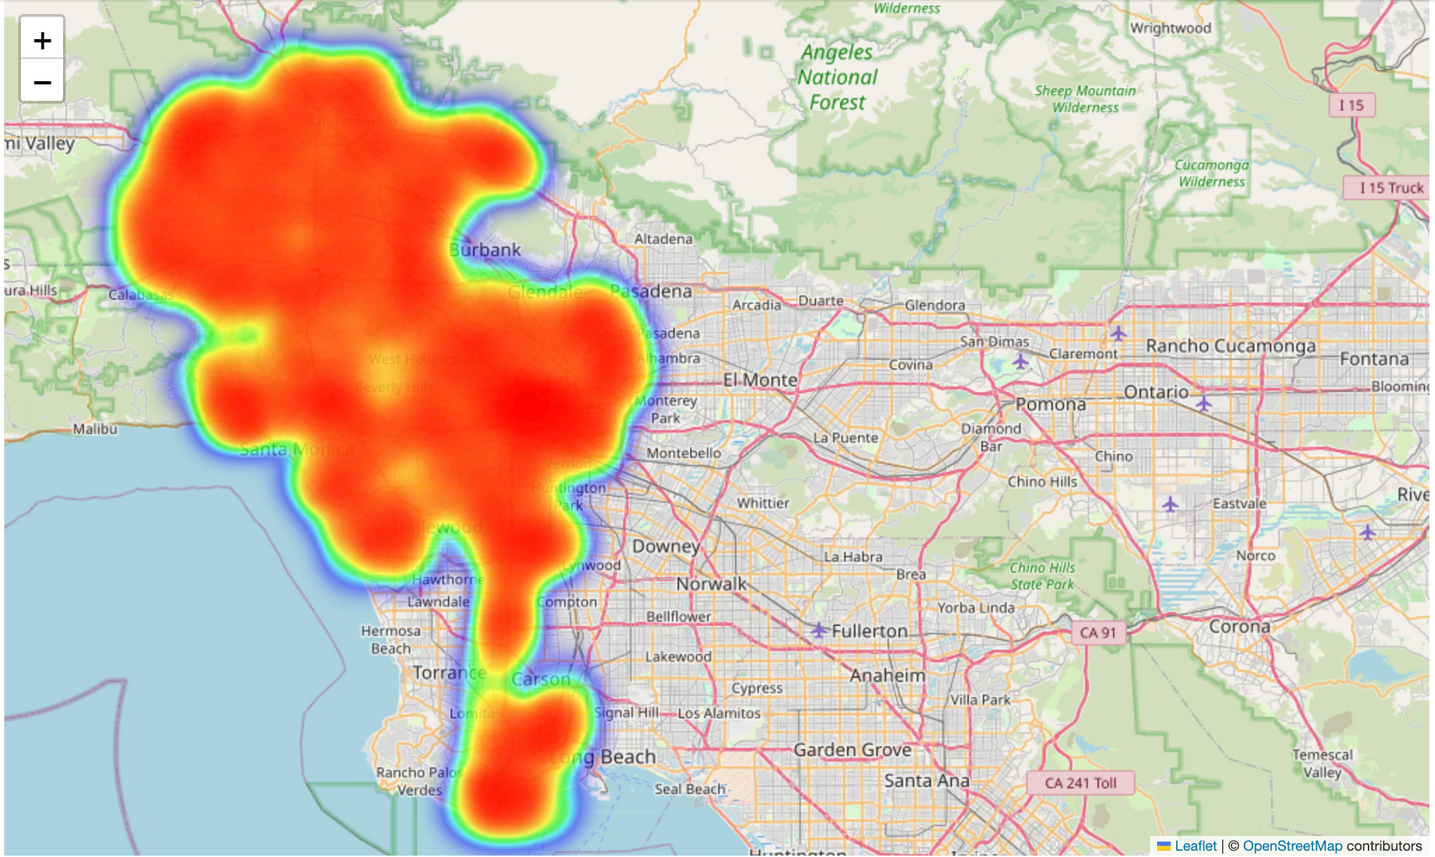 +
−
Wilderness
Wrightwood
Angeles
National
Forest
Sheep Mountain
Wilderness
I 15
mi Valley
Cucamonga
Wilderness
I 15 Truck
Burbank
Altadena
ura Hills
Calabasas
Glendale
Pasadena
Arcadia
Duarte
Glendora
Pasadena
San Dimas
Claremont
Rancho Cucamonga
Fontana
West Hollywood
Alhambra
Covina
El Monte
Beverly Hills
Ontario
Blooming
Monterey
Park
Pomona
Malibu
La Puente
Diamond
Bar
Santa Monica
Montebello
Chino
Vernon
Huntington
Park
Whittier
Chino Hills
Eastvale
Rive
Inglewood
Downey
La Habra
Norco
Lynwood
Hawthorne
Norwalk
Brea
Chino Hills
State Park
Lawndale
Compton
Bellflower
Yorba Linda
Hermosa
Beach
Fullerton
CA 91
Corona
Lakewood
Torrance
Carson
Cypress
Anaheim
Villa Park
Lomita
Signal Hill
Los Alamitos
Long Beach
Garden Grove
Temescal
Valley
Rancho Palos
Verdes
Seal Beach
Santa Ana
CA 241 Toll
Huntington
Leaflet | © OpenStreetMap contributors